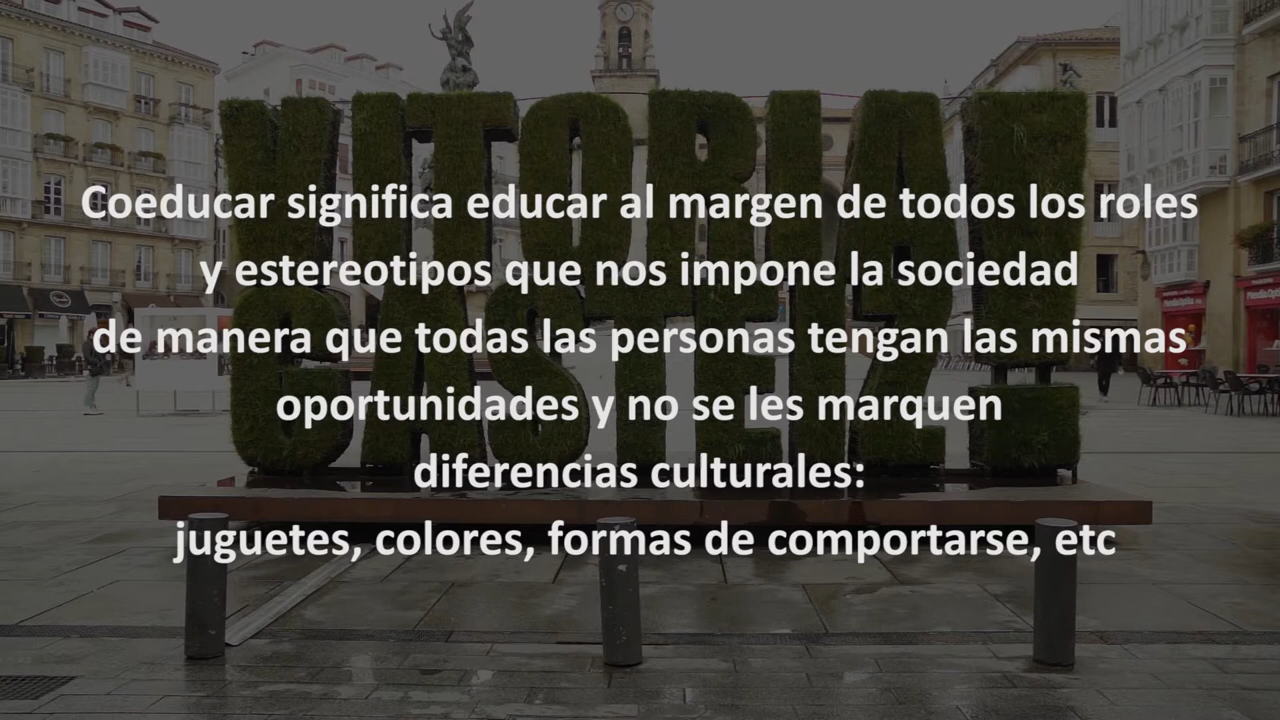 VITORIA
GASTEIZ
Coeducar significa educar al margen de todos los roles
y estereotipos que nos impone la sociedad
de manera que todas las personas tengan las mismas
oportunidades y no se les marquen
diferencias culturales:
juguetes, colores, formas de comportarse, etc